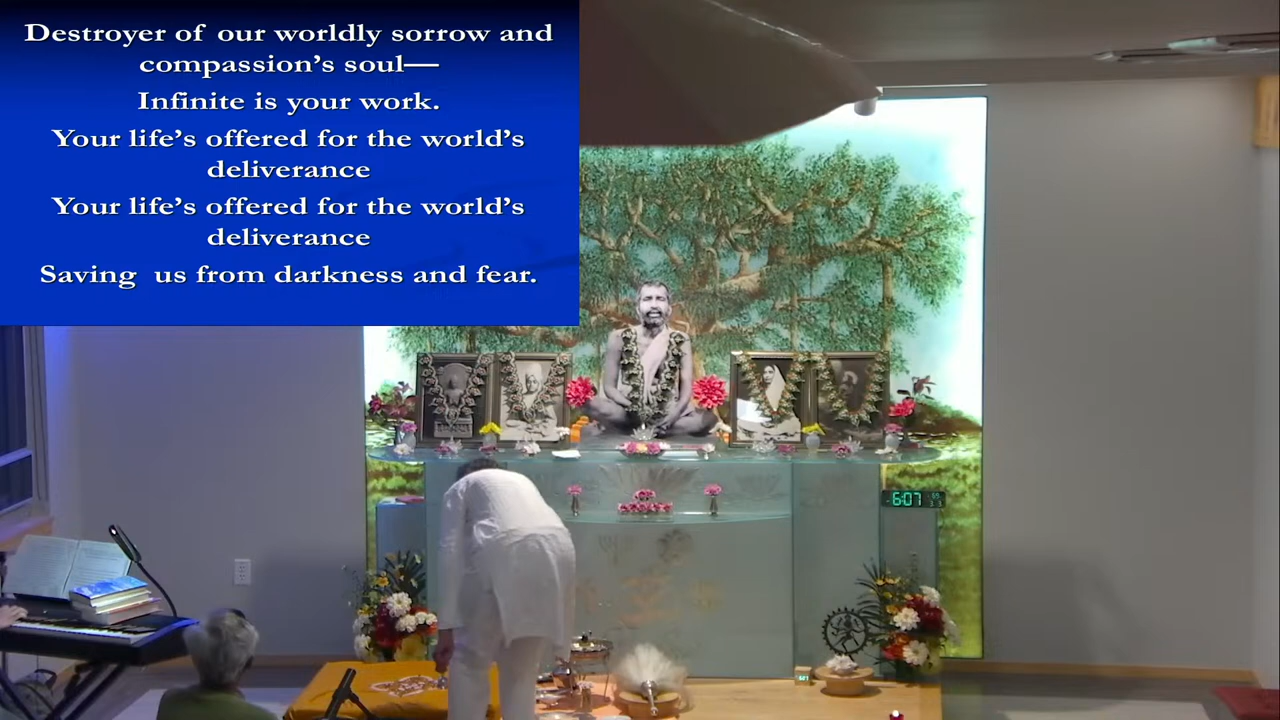 Destroyer of our worldly sorrow and
compassion's soul—
Infinite is your work.
Your life's offered for the world's
deliverance
Your life's offered for the world's
deliverance
Saving us from darkness and fear.
6:07